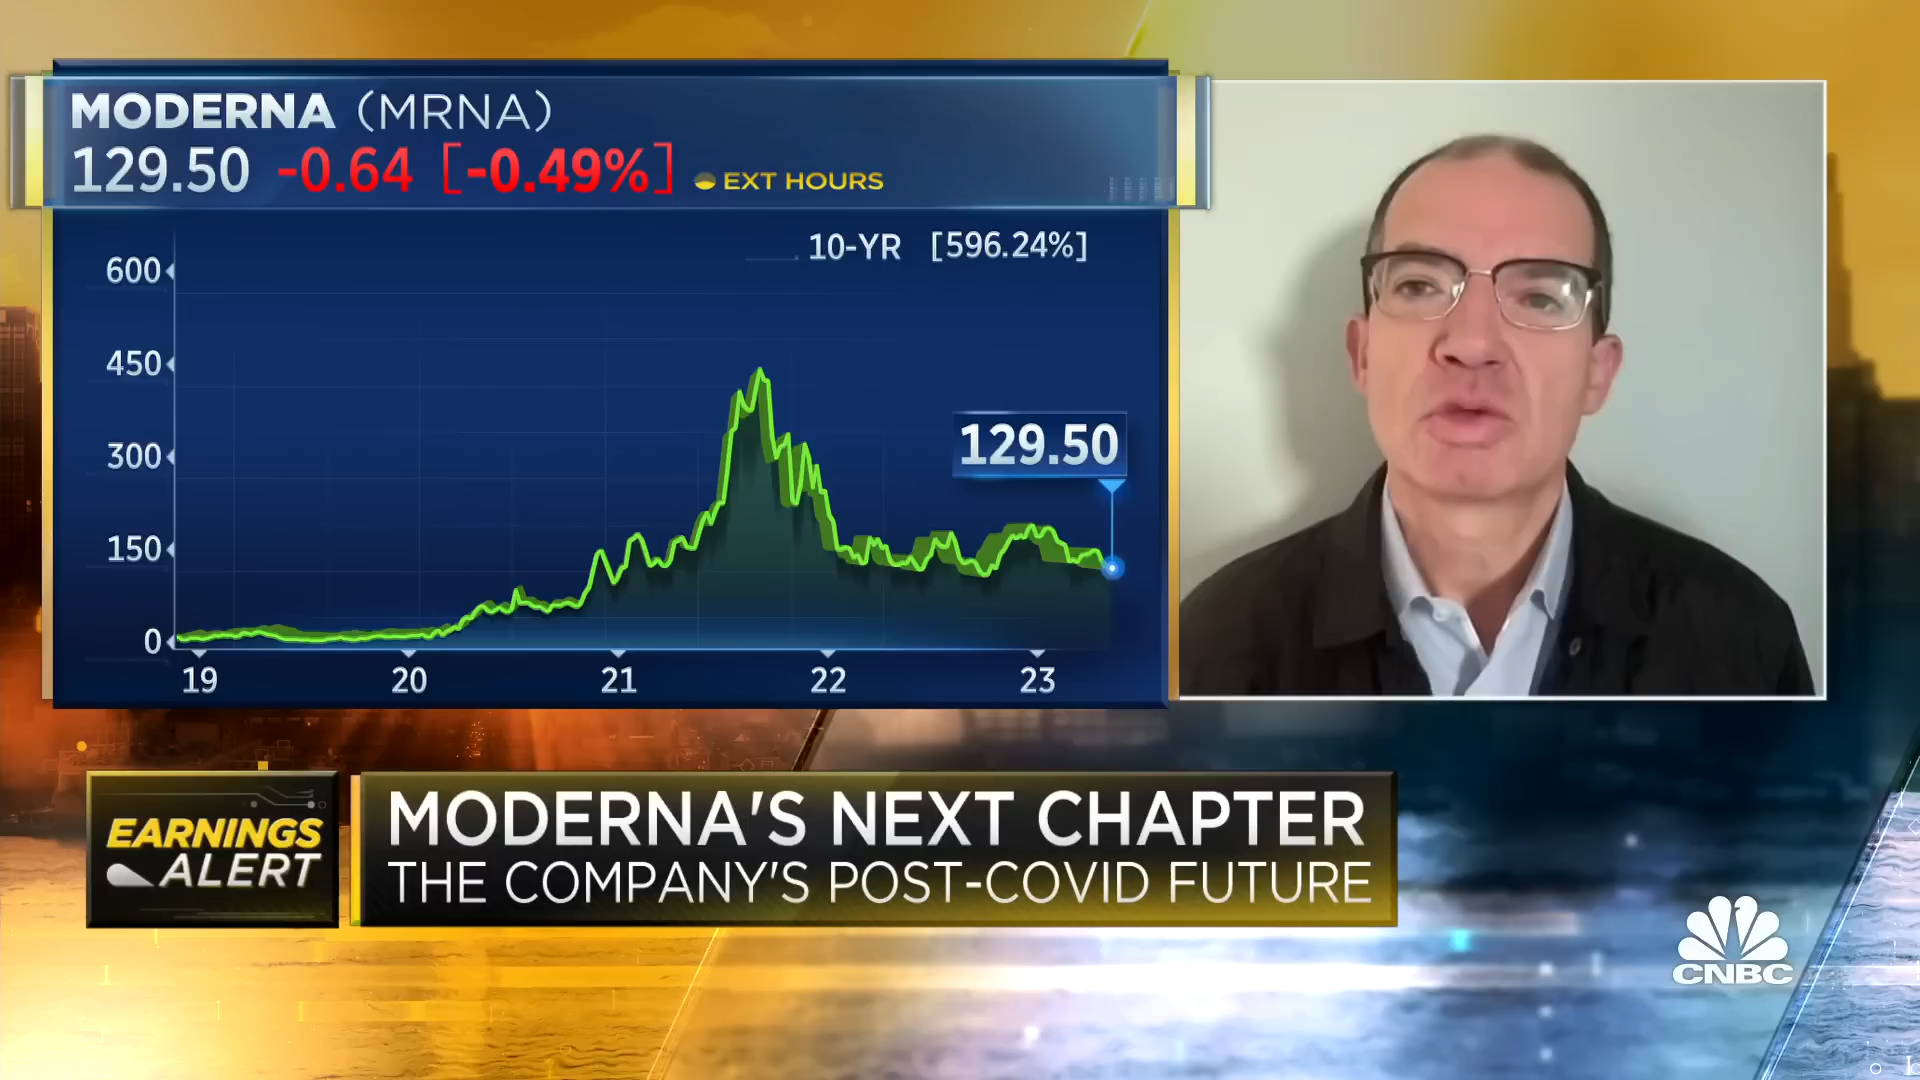 MODERNA (MRNA)
129.50 -0.64 [-0.49%] EXT HOURS
10-YR [596.24%]
600
450
300
150
0
129.50
19 20 21 22 23
EARNINGS
ALERT
MODERNA'S NEXT CHAPTER
THE COMPANY'S POST-COVID FUTURE
CNBC